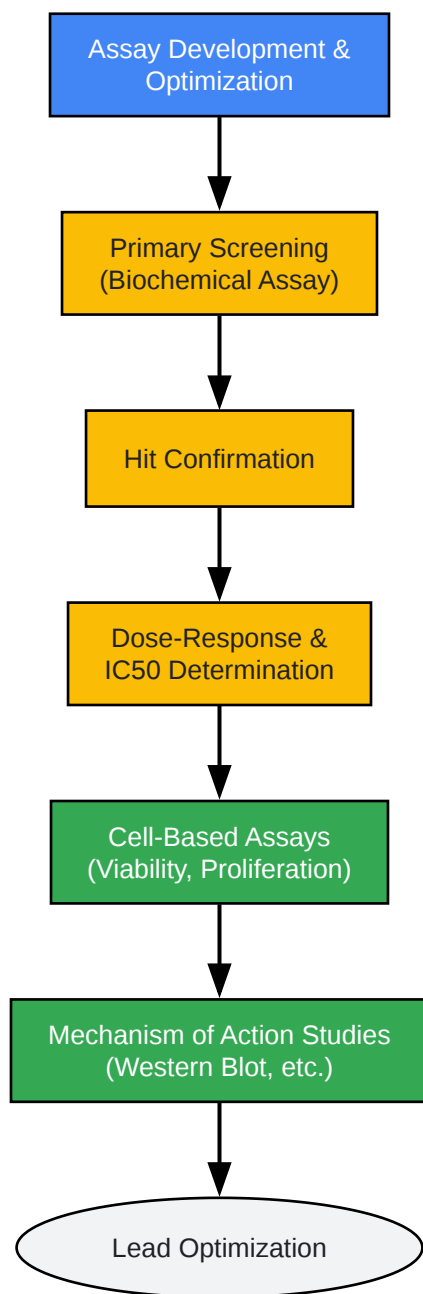 Assay Development &
Optimization
Primary Screening
(Biochemical Assay)
Hit Confirmation
Dose-Response &
IC50 Determination
Cell-Based Assays
(Viability, Proliferation)
Mechanism of Action Studies
(Western Blot, etc.)
Lead Optimization